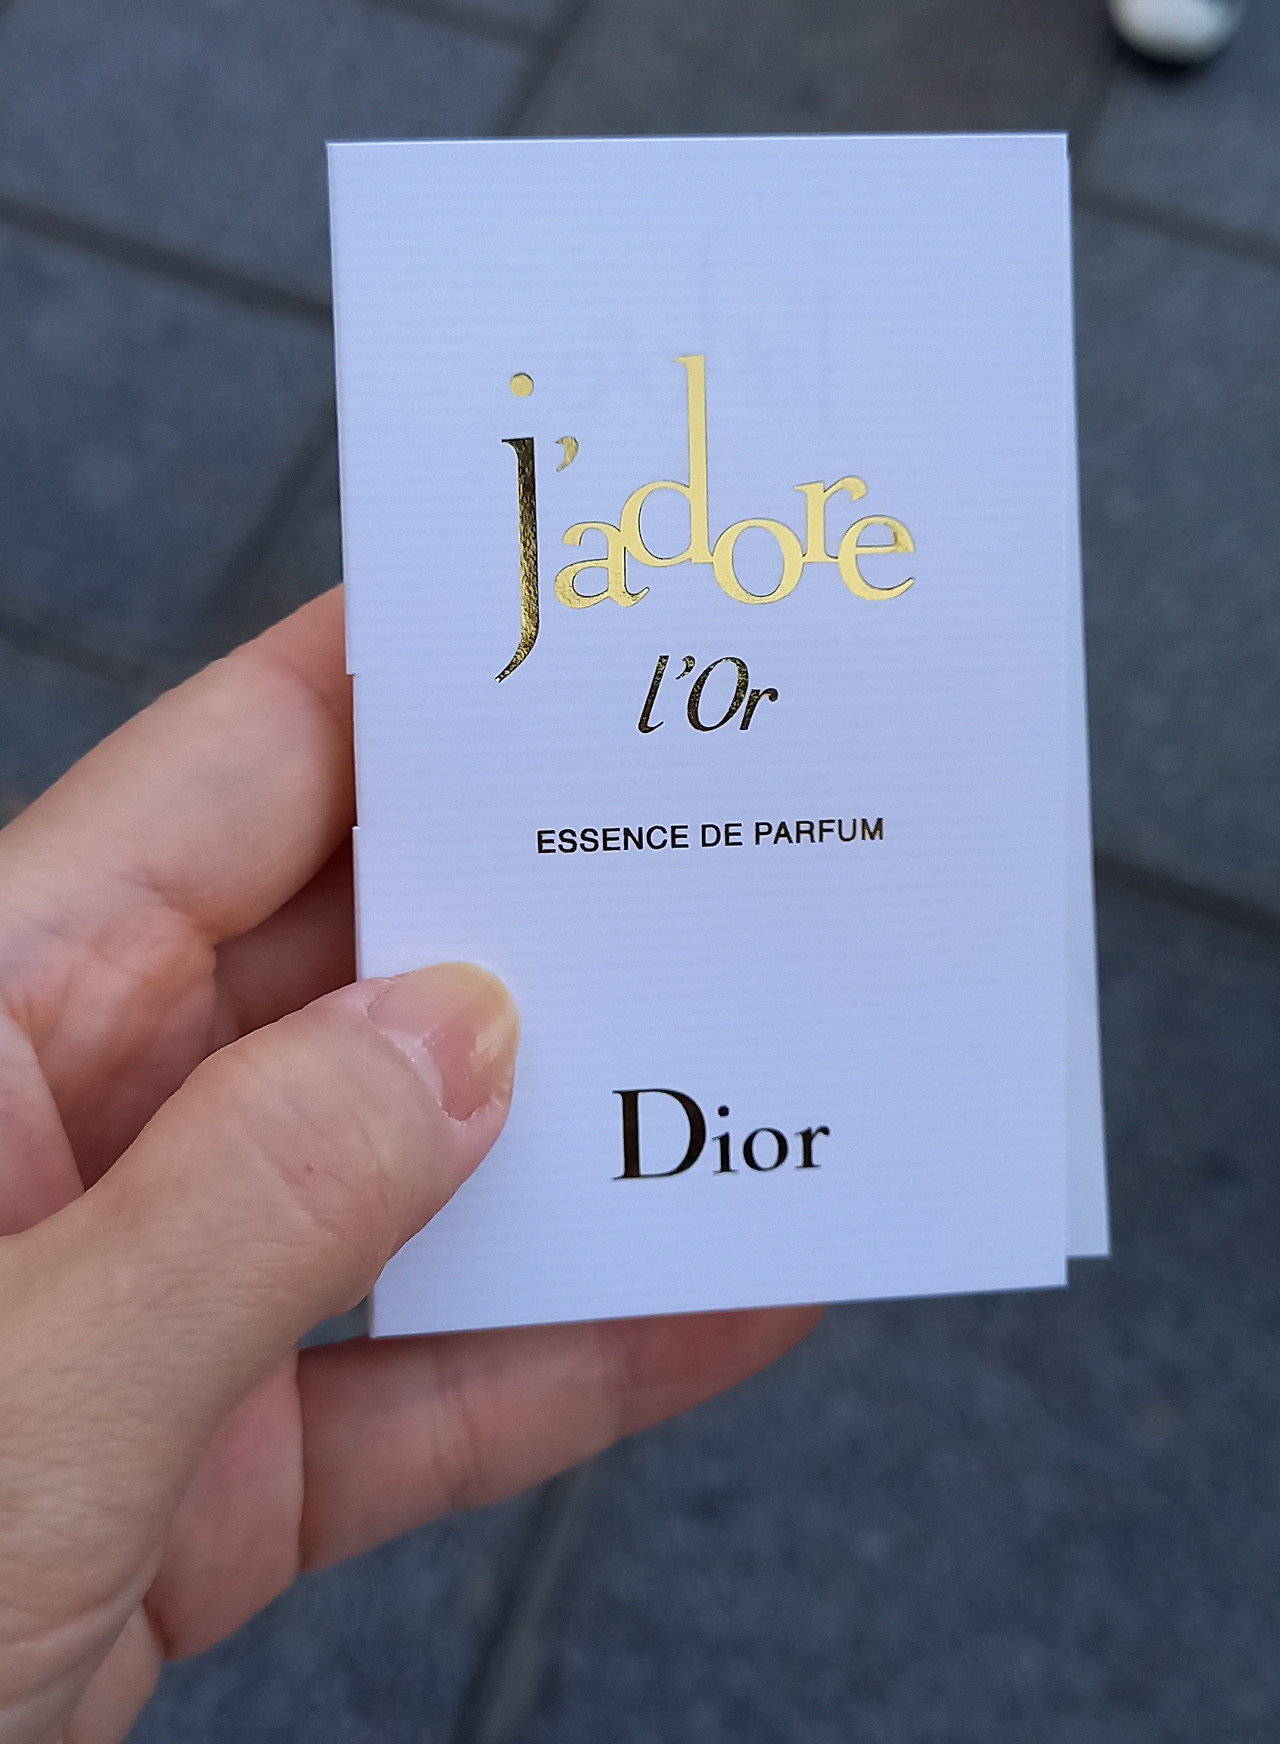 j'adore
l'Or
ESSENCE DE PARFUM
Dior